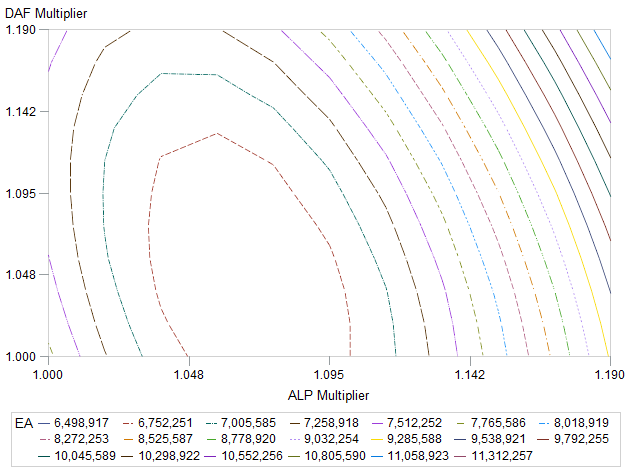 DAF Multiplier
1.190
1.142
1.095
1.048
1.000
1.000 1.048 1.095 1.142 1.190
ALP Multiplier
EA 6,498,917 6,752,251 7,005,585 7,258,918 7,512,252 7,765,586 8,018,919
8,272,253 8,525,587 8,778,920 9,032,254 9,285,588 9,538,921 9,792,255
10,045,589 10,298,922 10,552,256 10,805,590 11,058,923 11,312,257